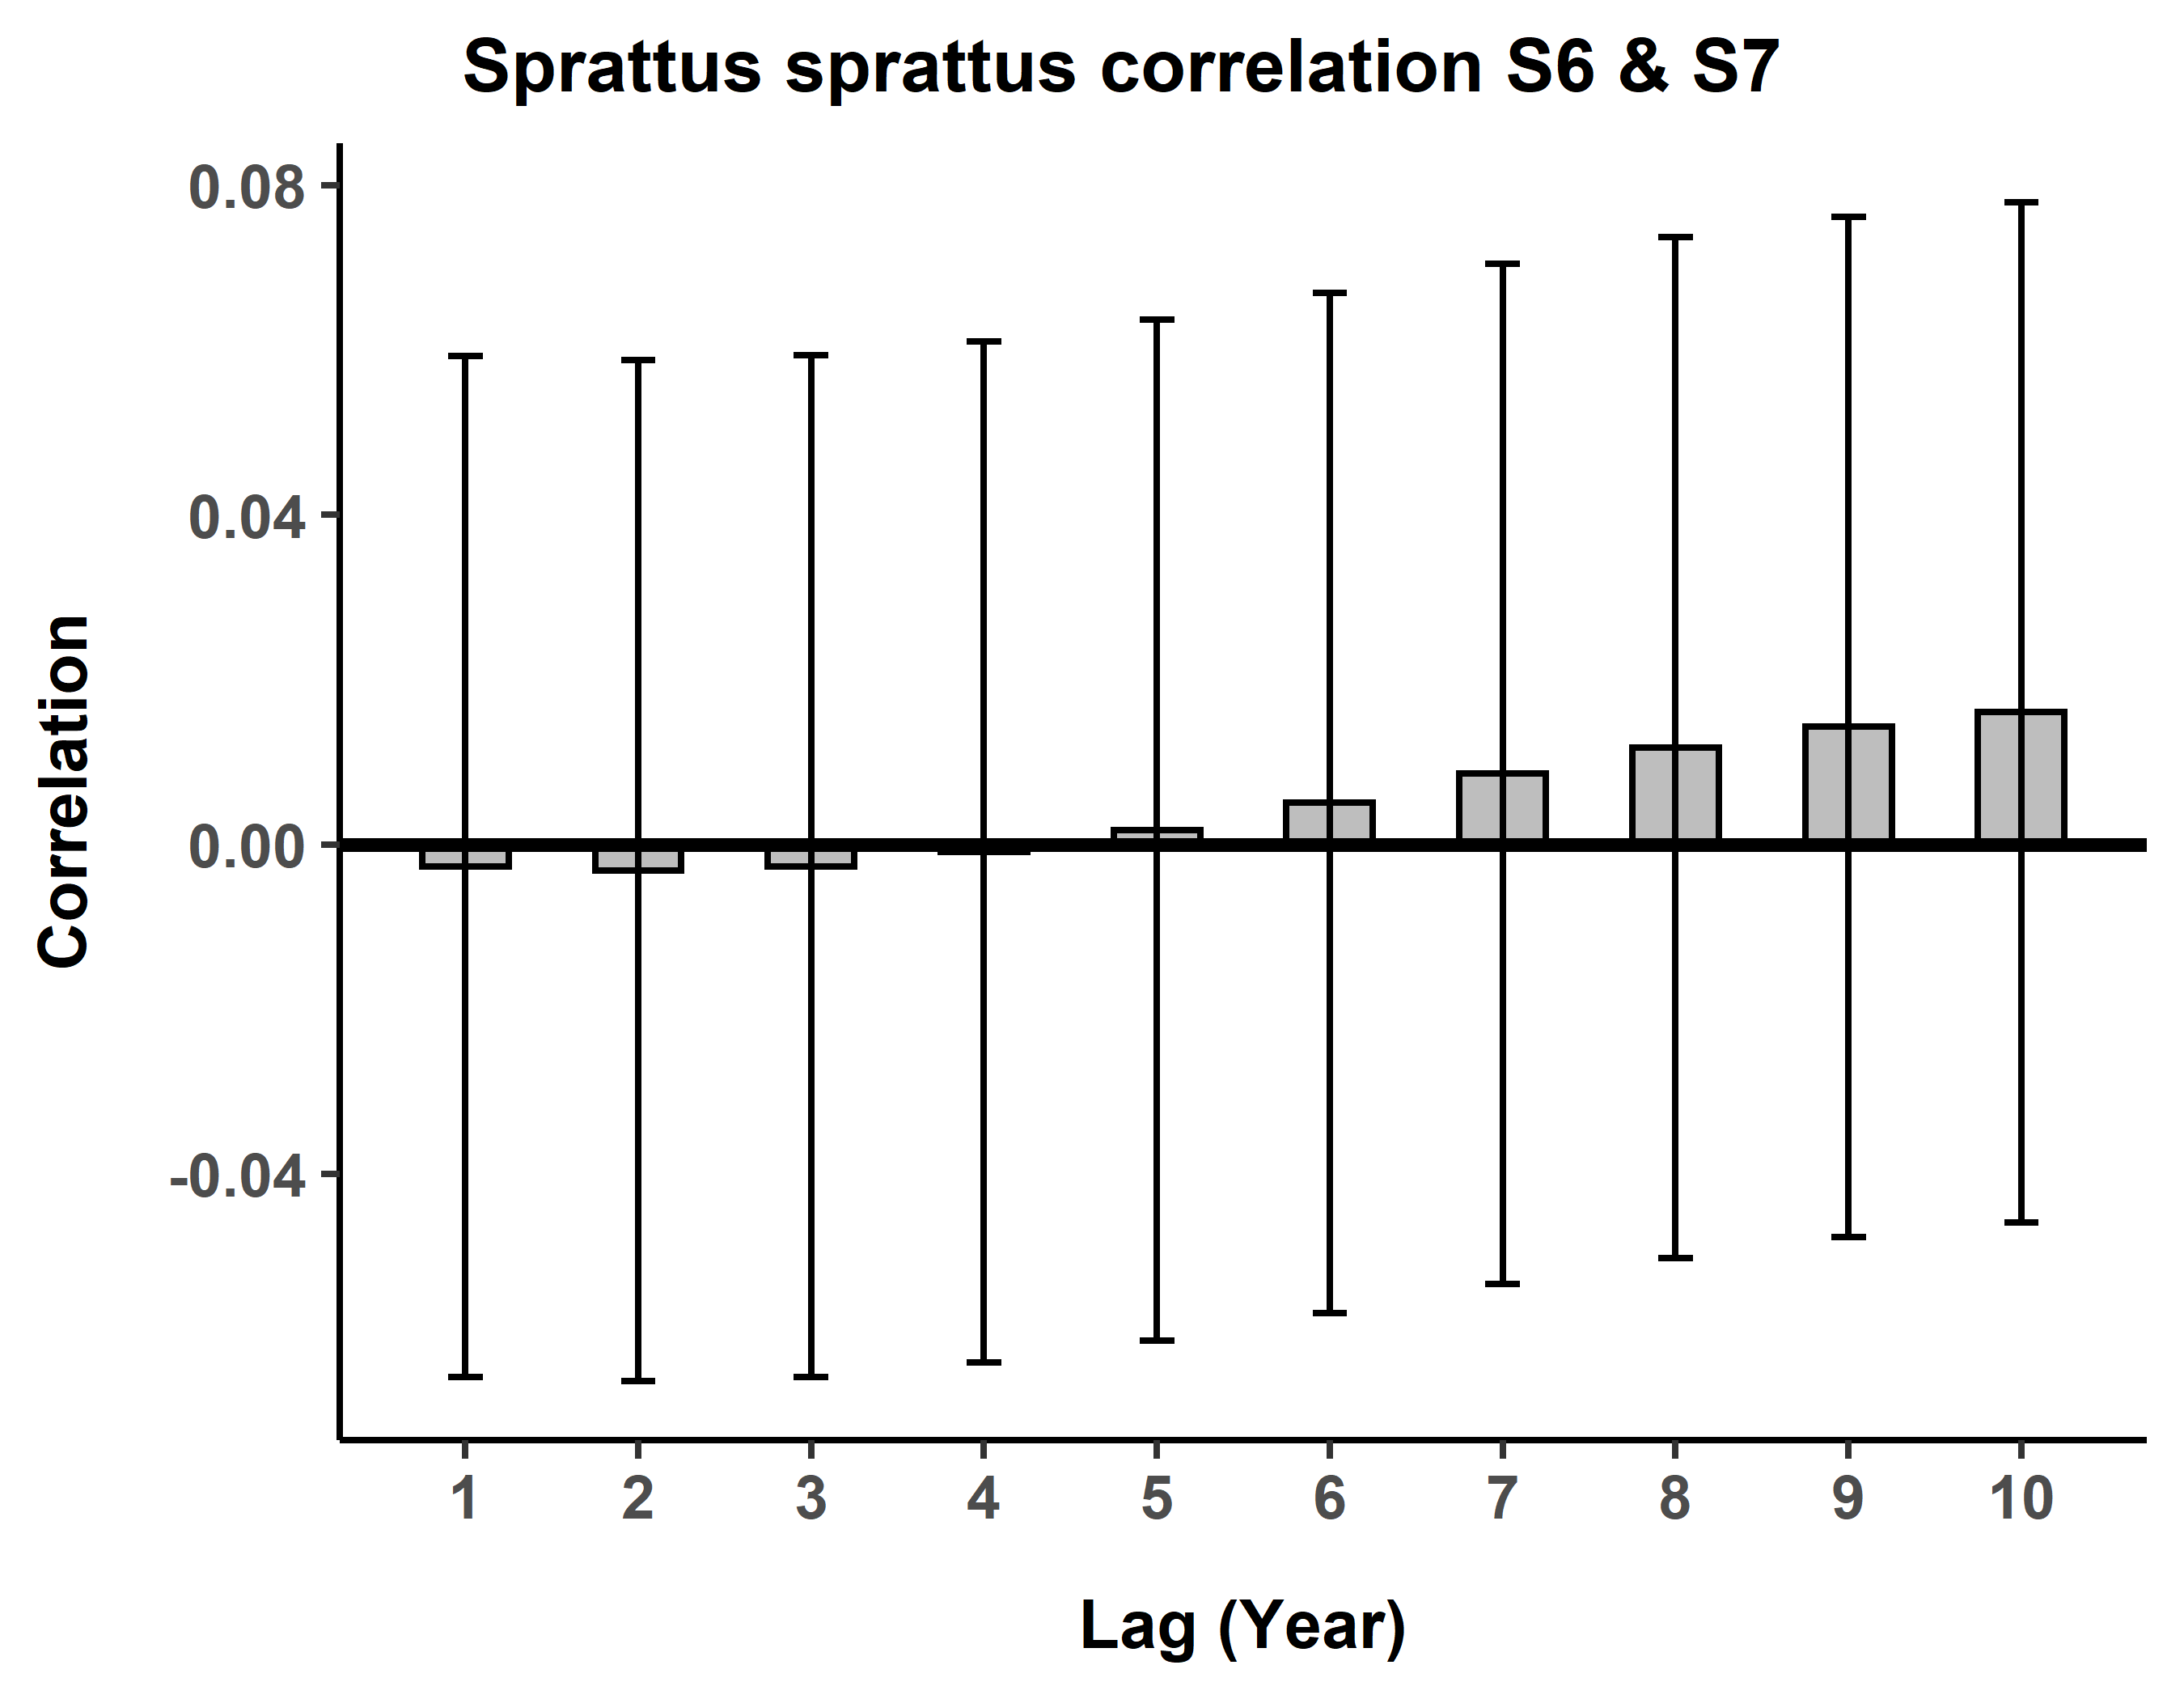 Sprattus sprattus correlation S6 & S7
0.08
0.04
0.00
-0.04
Correlation
1 2 3 4 5 6 7 8 9 10
Lag (Year)